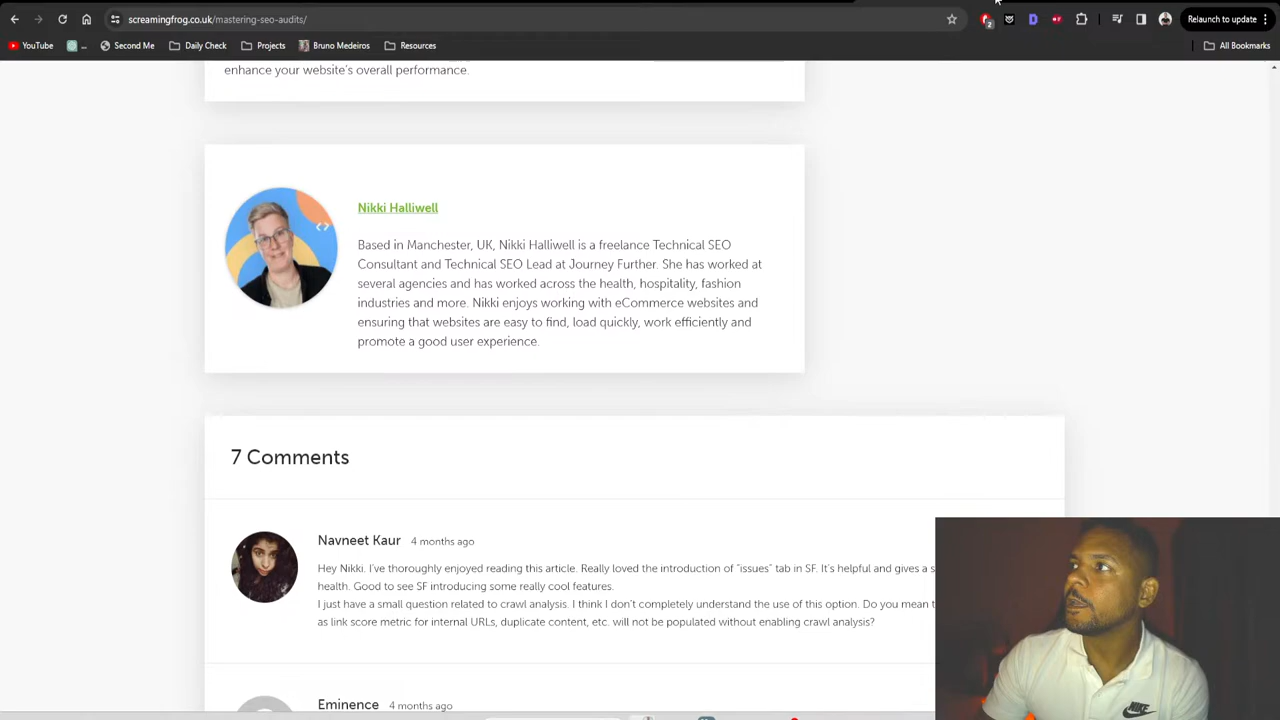 screamingfrog.co.uk/mastering-seo-audits/
Relaunch to update
YouTube
...
Second Me
Daily Check
Projects
Bruno Medeiros
Resources
All Bookmarks
enhance your website's overall performance.
Nikki Halliwell
Based in Manchester, UK, Nikki Halliwell is a freelance Technical SEO
Consultant and Technical SEO Lead at Journey Further. She has worked at
several agencies and has worked across the health, hospitality, fashion
industries and more. Nikki enjoys working with eCommerce websites and
ensuring that websites are easy to find, load quickly, work efficiently and
promote a good user experience.
7 Comments
Navneet Kaur 4 months ago
Hey Nikki. I've thoroughly enjoyed reading this article. Really loved the introduction of "issues" tab in SF. It's helpful and gives a s
health. Good to see SF introducing some really cool features.
I just have a small question related to crawl analysis. I think I don't completely understand the use of this option. Do you mean t
as link score metric for internal URLs, duplicate content, etc. will not be populated without enabling crawl analysis?
Eminence 4 months ago
NIKE